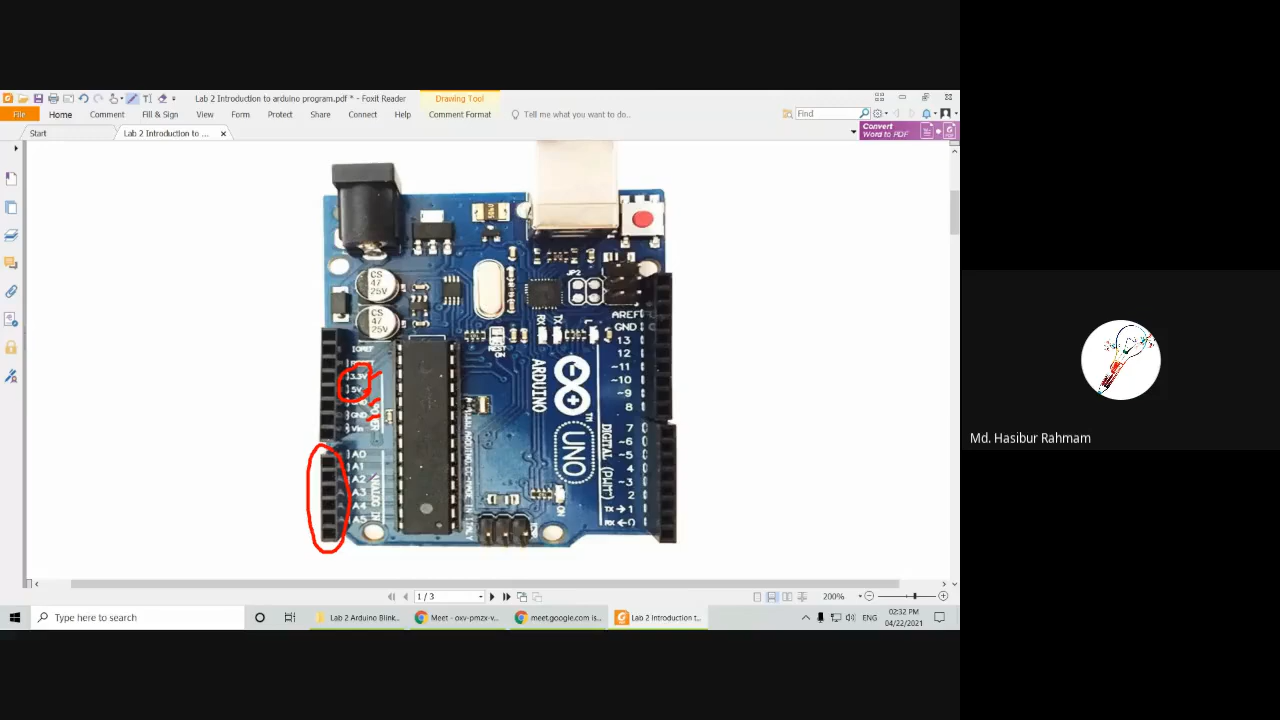 Lab 2 Introduction to arduino program.pdf * - Foxit Reader
Drawing Tool
File
Home
Comment
Fill & Sign
View
Form
Protect
Share
Connect
Help
Comment Format
Tell me what you want to do..
Find
Start
Lab 2 Introduction to ...
Convert
Word to PDF
CS
47
25V
CS
47
25V
JP2
RX
TX
L
AREF
GND
13
12
~11
~10
~9
8
7
~6
~5
4
~3
2
TX→1
RX←0
IOREF
3.3V
5V
GND
Vin
A0
A1
A2
A3
A4
A5
ANALOG IN
ARDUINO
TM
UNO
DIGITAL (PWM~)
ON
1 / 3
200%
Type here to search
Lab 2 Arduino Blink...
Meet - oxv-pmzx-v...
meet.google.com is...
Lab 2 Introduction t...
ENG
02:32 PM
04/22/2021
Md. Hasibur Rahmam